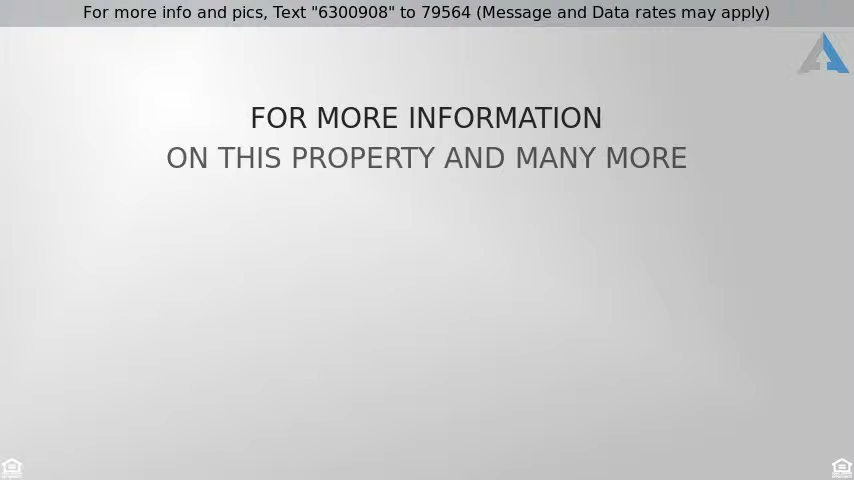 For more info and pics, Text "6300908" to 79564 (Message and Data rates may apply)
FOR MORE INFORMATION
ON THIS PROPERTY AND MANY MORE